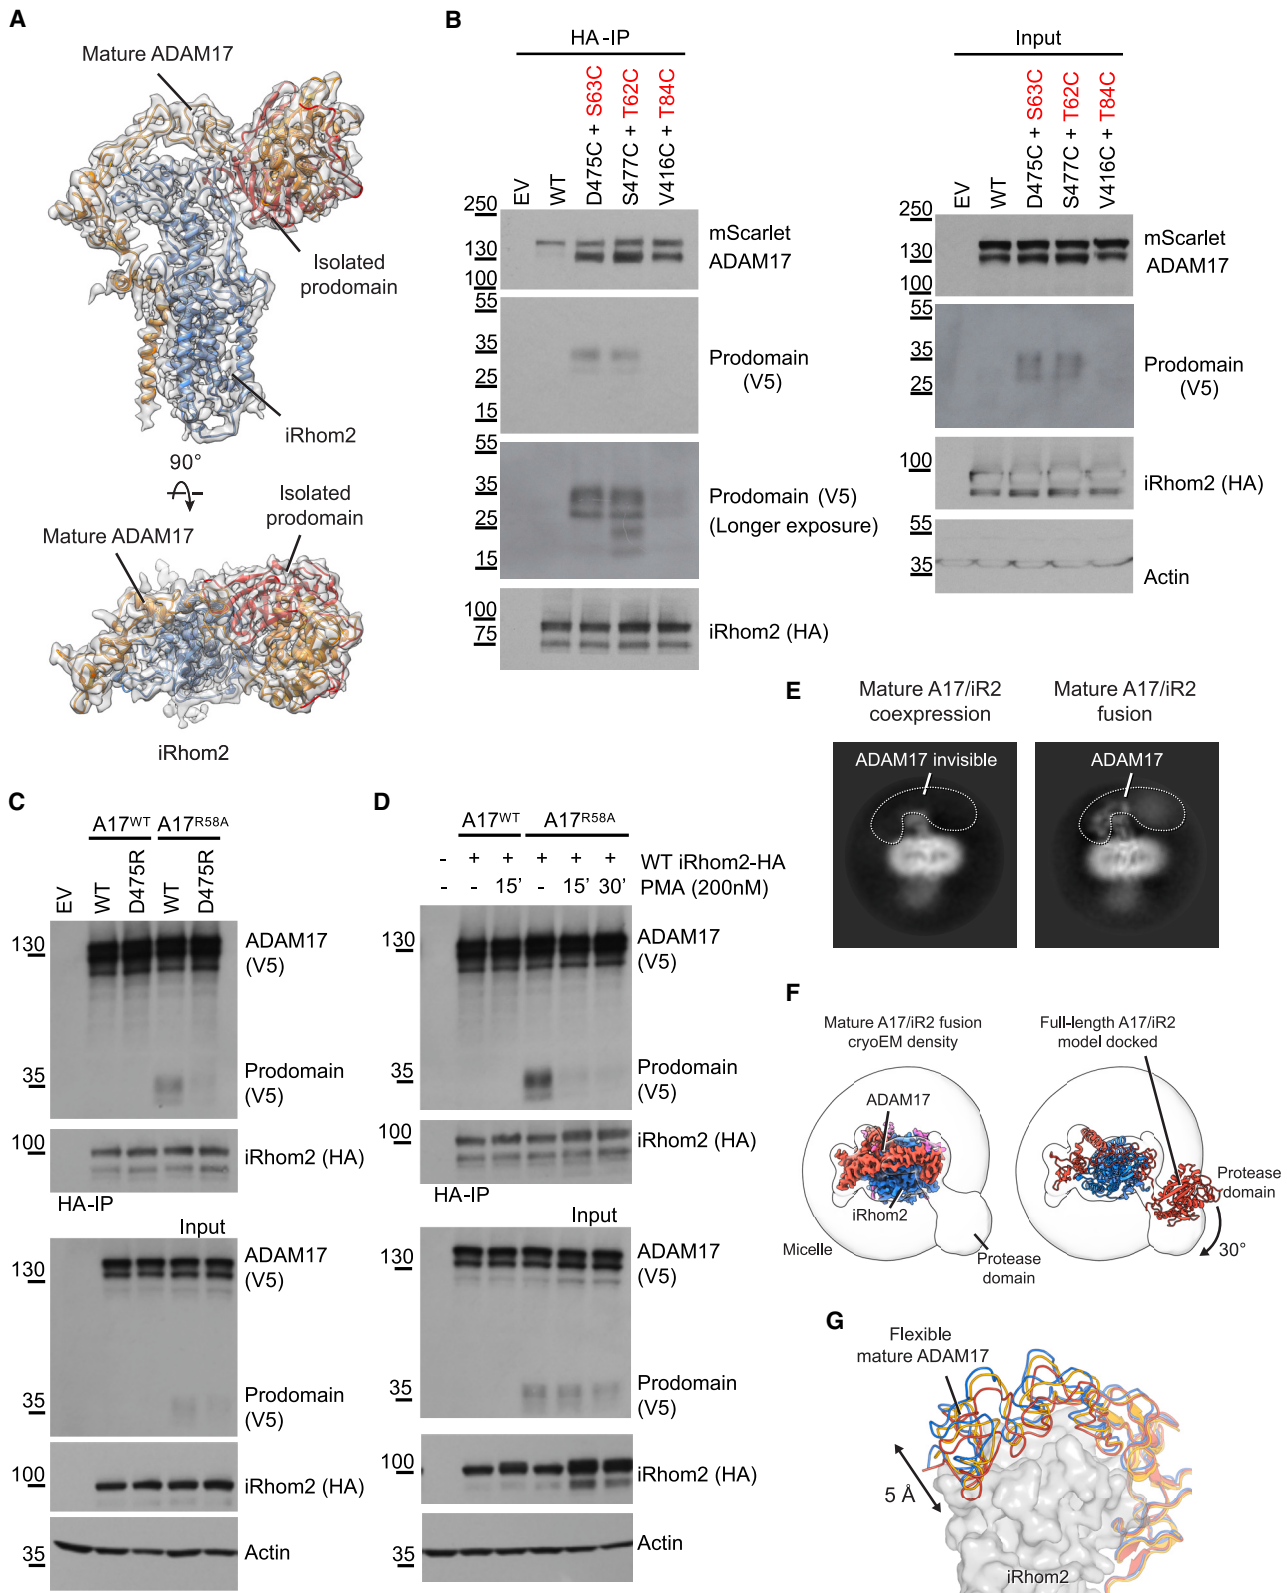 A
Mature ADAM17
Isolated
prodomain
iRhom2
90°
Isolated
prodomain
Mature ADAM17
iRhom2
B
HA-IP
EV
WT
D475C + S63C
S477C + T62C
V416C + T84C
250
130
100
mScarlet
ADAM17
55
35
25
15
Prodomain
(V5)
55
35
25
15
Prodomain (V5)
(Longer exposure)
100
75
iRhom2 (HA)
Input
EV
WT
D475C + S63C
S477C + T62C
V416C + T84C
250
130
100
mScarlet
ADAM17
55
35
25
Prodomain
(V5)
100
iRhom2 (HA)
55
35
Actin
C
A17WT A17R58A
EV
WT
D475R
WT
D475R
130
ADAM17
(V5)
35
Prodomain
(V5)
100
iRhom2 (HA)
HA-IP
Input
130
ADAM17
(V5)
35
Prodomain
(V5)
100
iRhom2 (HA)
35
Actin
D
A17WT A17R58A
- + + + + + WT iRhom2-HA
- - 15' - 15' 30' PMA (200nM)
130
ADAM17
(V5)
35
Prodomain
(V5)
100
iRhom2 (HA)
HA-IP
Input
130
ADAM17
(V5)
35
Prodomain
(V5)
100
iRhom2 (HA)
35
Actin
E
Mature A17/iR2
coexpression
Mature A17/iR2
fusion
ADAM17 invisible
ADAM17
F
Mature A17/iR2 fusion
cryoEM density
Full-length A17/iR2
model docked
ADAM17
iRhom2
Micelle
Protease
domain
Protease
domain
30°
G
Flexible
mature ADAM17
5 Å
iRhom2